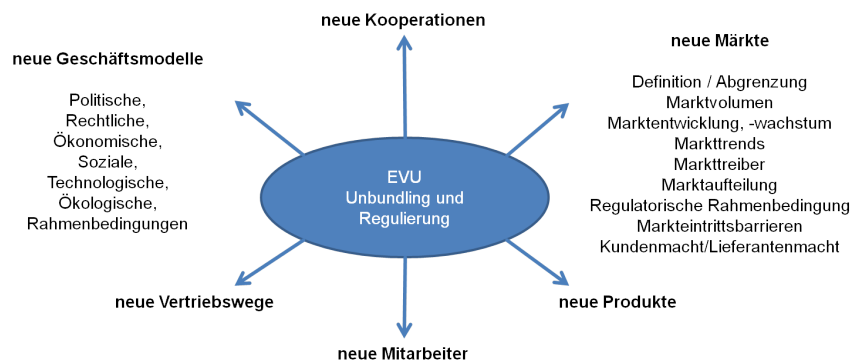 neue Kooperationen
neue Geschäftsmodelle
Politische,
Rechtliche,
Ökonomische,
Soziale,
Technologische,
Ökologische,
Rahmenbedingungen
neue Märkte
Definition / Abgrenzung
Marktvolumen
Marktentwicklung, -wachstum
Markttrends
Markttreiber
Marktaufteilung
Regulatorische Rahmenbedingung
Markteintrittsbarrieren
Kundenmacht/Lieferantenmacht
EVU
Unbundling und
Regulierung
neue Vertriebswege
neue Produkte
neue Mitarbeiter